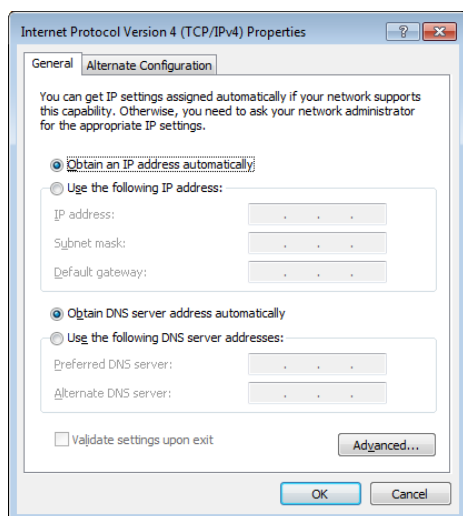 Internet Protocol Version 4 (TCP/IPv4) Properties
General
Alternate Configuration
You can get IP settings assigned automatically if your network supports
this capability. Otherwise, you need to ask your network administrator
for the appropriate IP settings.
Obtain an IP address automatically
Use the following IP address:
IP address:
Subnet mask:
Default gateway:
Obtain DNS server address automatically
Use the following DNS server addresses:
Preferred DNS server:
Alternate DNS server:
Validate settings upon exit
Advanced...
OK
Cancel